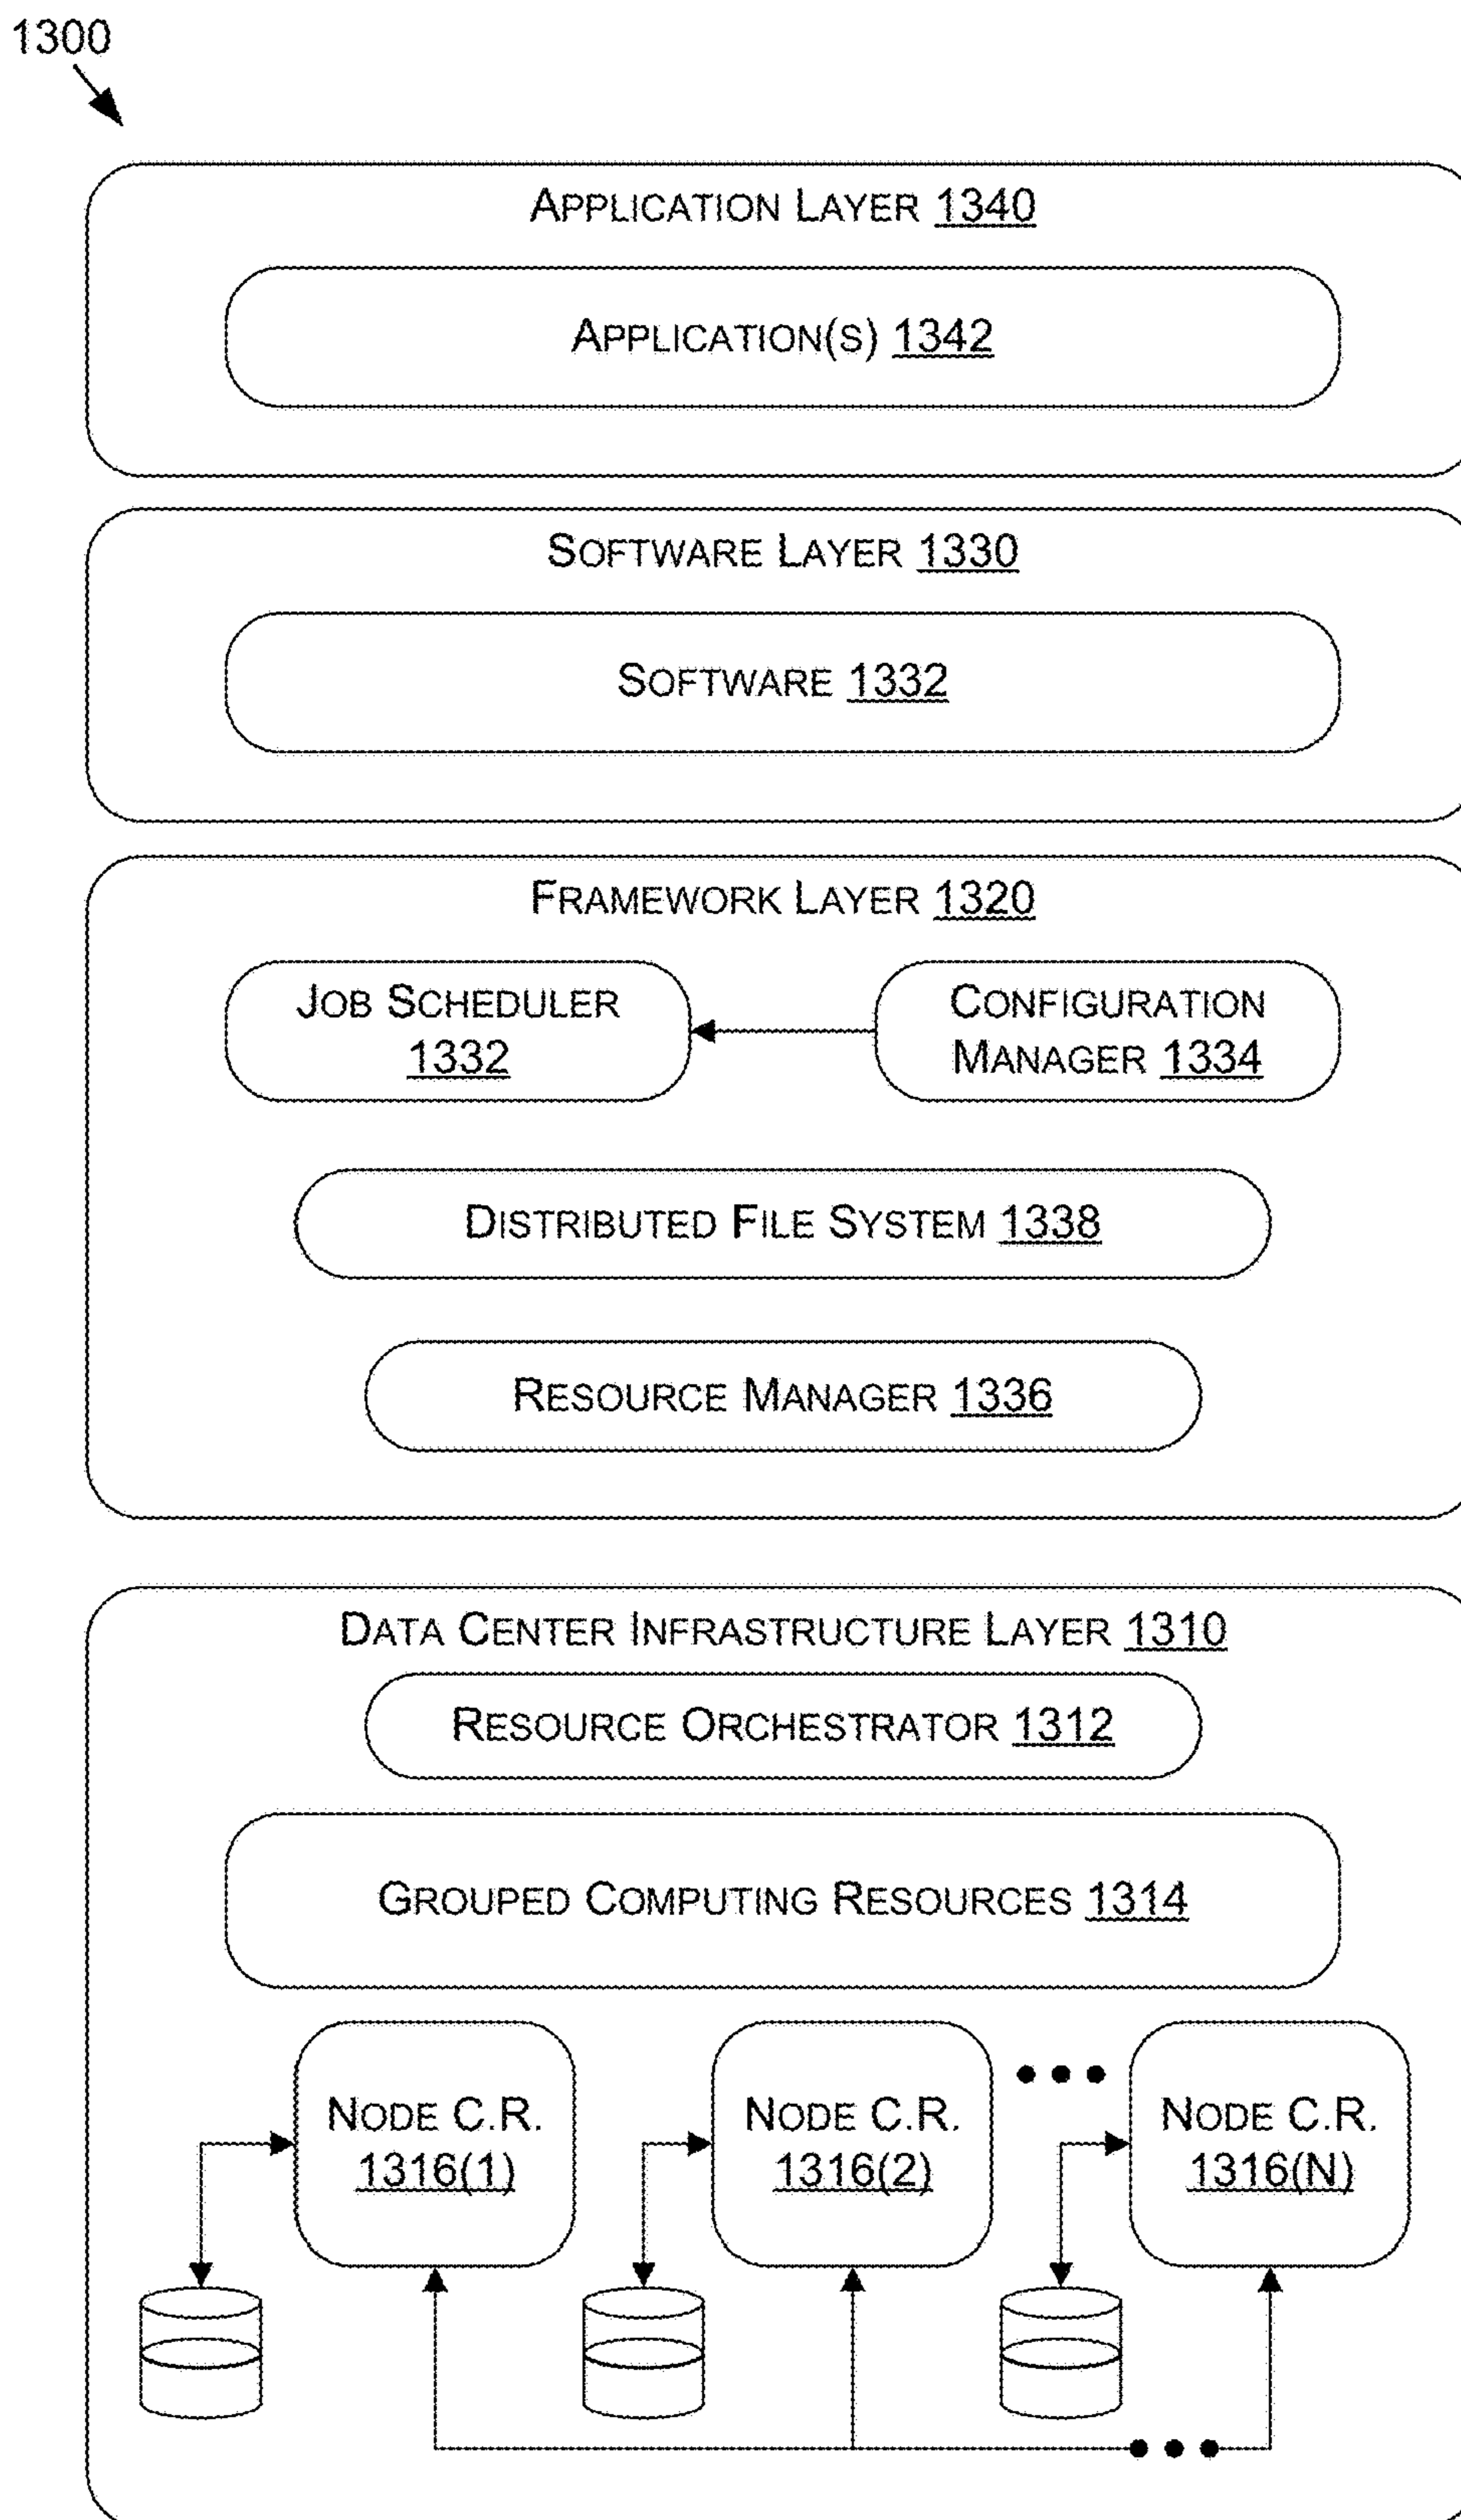 1300
APPLICATION LAYER 1340
APPLICATION(S) 1342
SOFTWARE LAYER 1330
SOFTWARE 1332
FRAMEWORK LAYER 1320
JOB SCHEDULER
1332
CONFIGURATION
MANAGER 1334
DISTRIBUTED FILE SYSTEM 1338
RESOURCE MANAGER 1336
DATA CENTER INFRASTRUCTURE LAYER 1310
RESOURCE ORCHESTRATOR 1312
GROUPED COMPUTING RESOURCES 1314
NODE C.R.
1316(1)
NODE C.R.
1316(2)
NODE C.R.
1316(N)